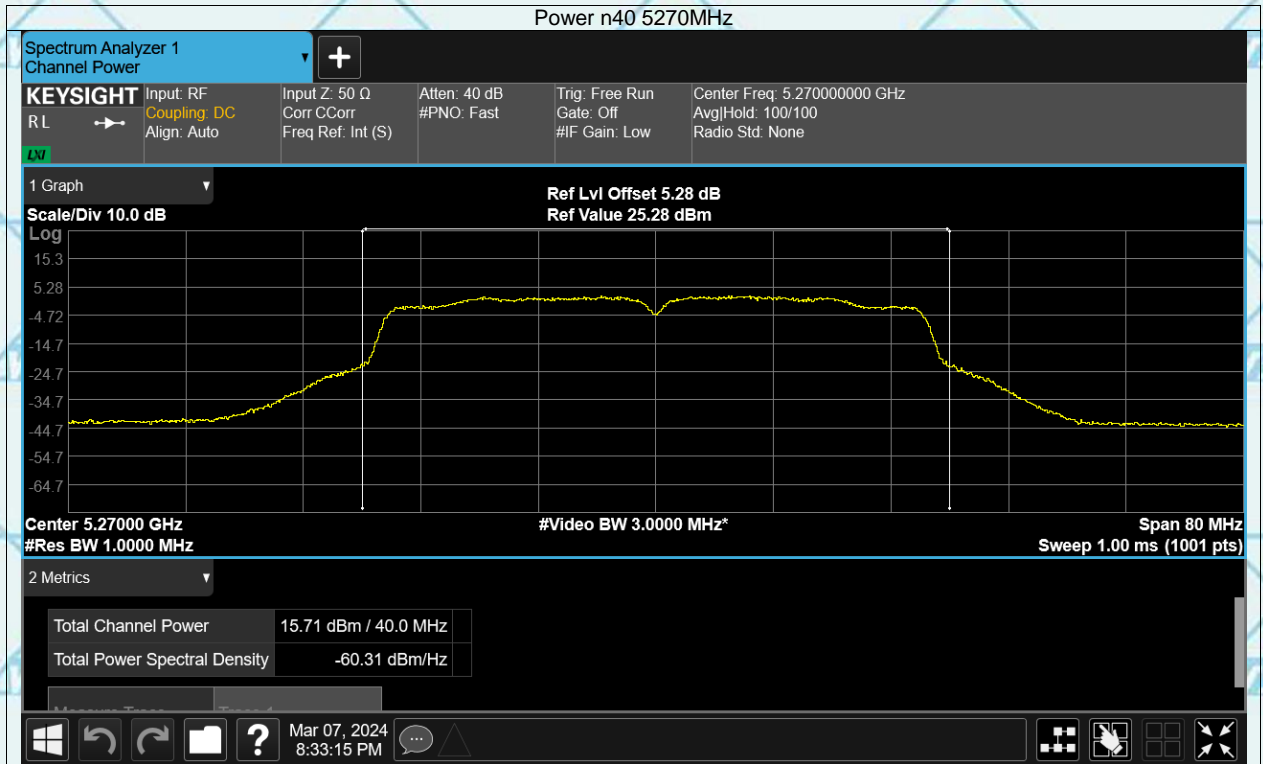 Power n40 5270MHz
Spectrum Analyzer 1
Channel Power
KEYSIGHT
R L
LXI
Input: RF
Coupling: DC
Align: Auto
Input Z: 50 Ω
Corr CCorr
Freq Ref: Int (S)
Atten: 40 dB
#PNO: Fast
Trig: Free Run
Gate: Off
#IF Gain: Low
Center Freq: 5.270000000 GHz
Avg|Hold: 100/100
Radio Std: None
1 Graph
Scale/Div 10.0 dB
Ref Lvl Offset 5.28 dB
Ref Value 25.28 dBm
Log
15.3
5.28
-4.72
-14.7
-24.7
-34.7
-44.7
-54.7
-64.7
Center 5.27000 GHz
#Res BW 1.0000 MHz
#Video BW 3.0000 MHz*
Span 80 MHz
Sweep 1.00 ms (1001 pts)
2 Metrics
Total Channel Power 15.71 dBm / 40.0 MHz
Total Power Spectral Density -60.31 dBm/Hz
Mar 07, 2024
8:33:15 PM